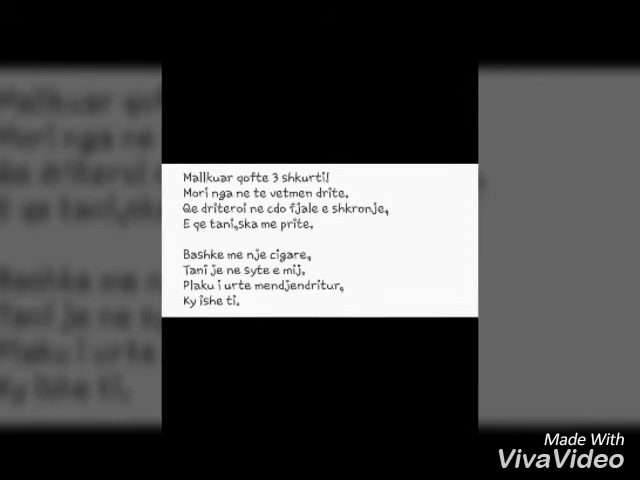 Mallkuar qofte 3 shkurti!
Mori nga ne te vetmen drite.
Qe driteroi ne cdo fjale e shkronje,
E qe tani,ska me prite.

Bashke me nje cigare,
Tani je ne syte e mij.
Plaku i urte mendjendritur,
Ky ishe ti.
Made With
VivaVideo